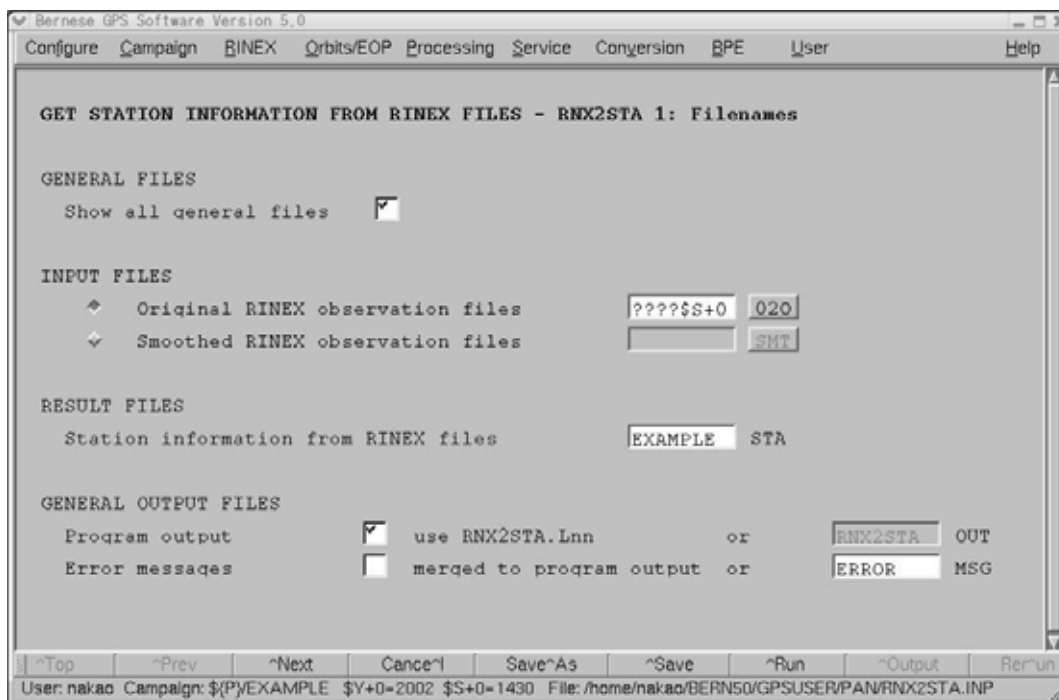 Bernese GPS Software Version 5.0
Configure Campaign RINEX Orbits/EOP Processing Service Conversion BPE User Help
GET STATION INFORMATION FROM RINEX FILES - RNX2STA 1: Filenames
GENERAL FILES
Show all general files
INPUT FILES
Original RINEX observation files ????$S+0 02O
Smoothed RINEX observation files SMT
RESULT FILES
Station information from RINEX files EXAMPLE STA
GENERAL OUTPUT FILES
Program output use RNX2STA.Lnn or RNX2STA OUT
Error messages merged to program output or ERROR MSG
^Top ^Prev ^Next Cance^l Save^As ^Save ^Run ^Output Rer^un
User: nakao Campaign: ${P}/EXAMPLE $Y+0=2002 $S+0=1430 File: /home/nakao/BERN50/GPSUSER/PAN/RNX2STA.INP